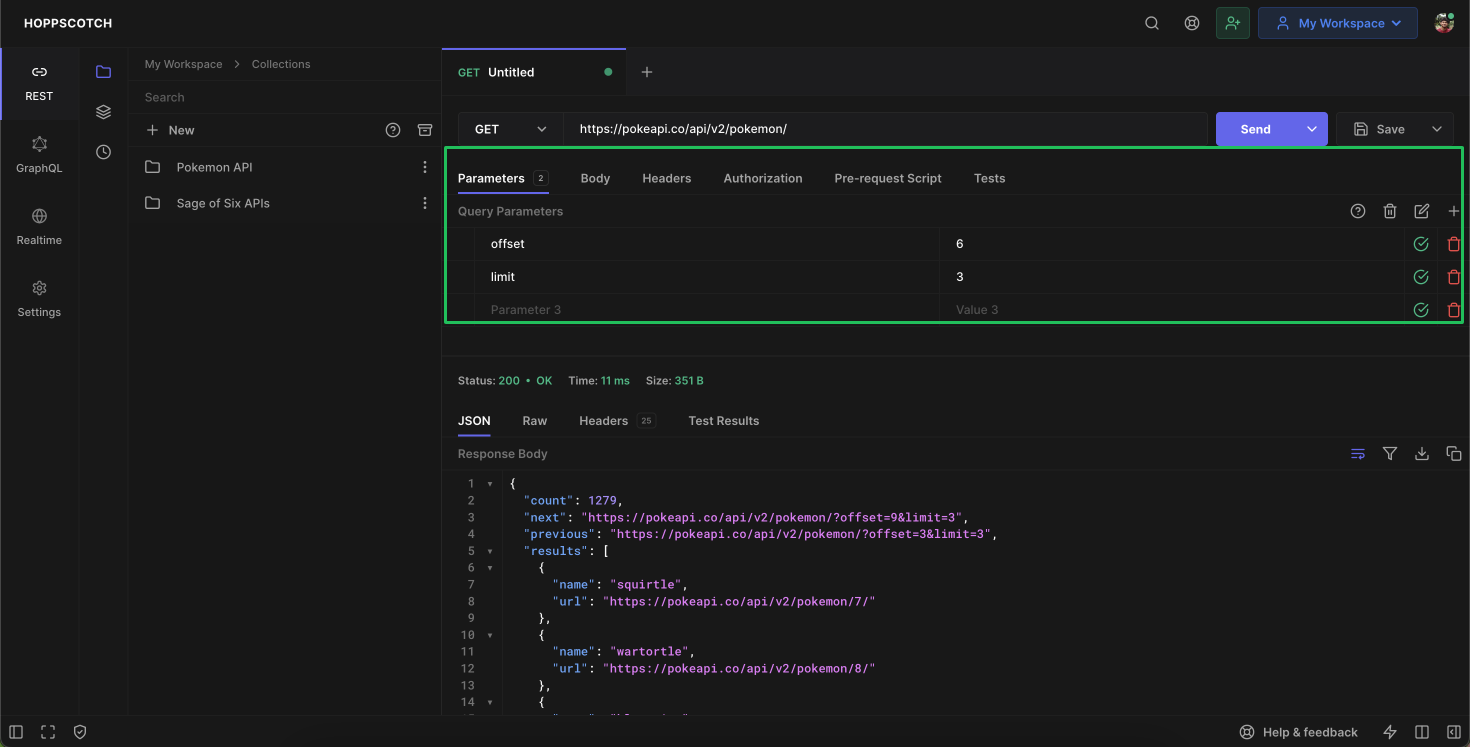 HOPPSCOTCH
My Workspace
REST
GraphQL
Realtime
Settings
My Workspace > Collections
Search
+ New
Pokemon API
Sage of Six APIs
GET Untitled
GET
https://pokeapi.co/api/v2/pokemon/
Send
Save
Parameters 2 Body Headers Authorization Pre-request Script Tests
Query Parameters
offset 6
limit 3
Parameter 3 Value 3
Status: 200 • OK Time: 11 ms Size: 351 B
JSON Raw Headers 25 Test Results
Response Body
1 {
2 "count": 1279,
3 "next": "https://pokeapi.co/api/v2/pokemon/?offset=9&limit=3",
4 "previous": "https://pokeapi.co/api/v2/pokemon/?offset=3&limit=3",
5 "results": [
6 {
7 "name": "squirtle",
8 "url": "https://pokeapi.co/api/v2/pokemon/7/"
9 },
10 {
11 "name": "wartortle",
12 "url": "https://pokeapi.co/api/v2/pokemon/8/"
13 },
14 {
Help & feedback